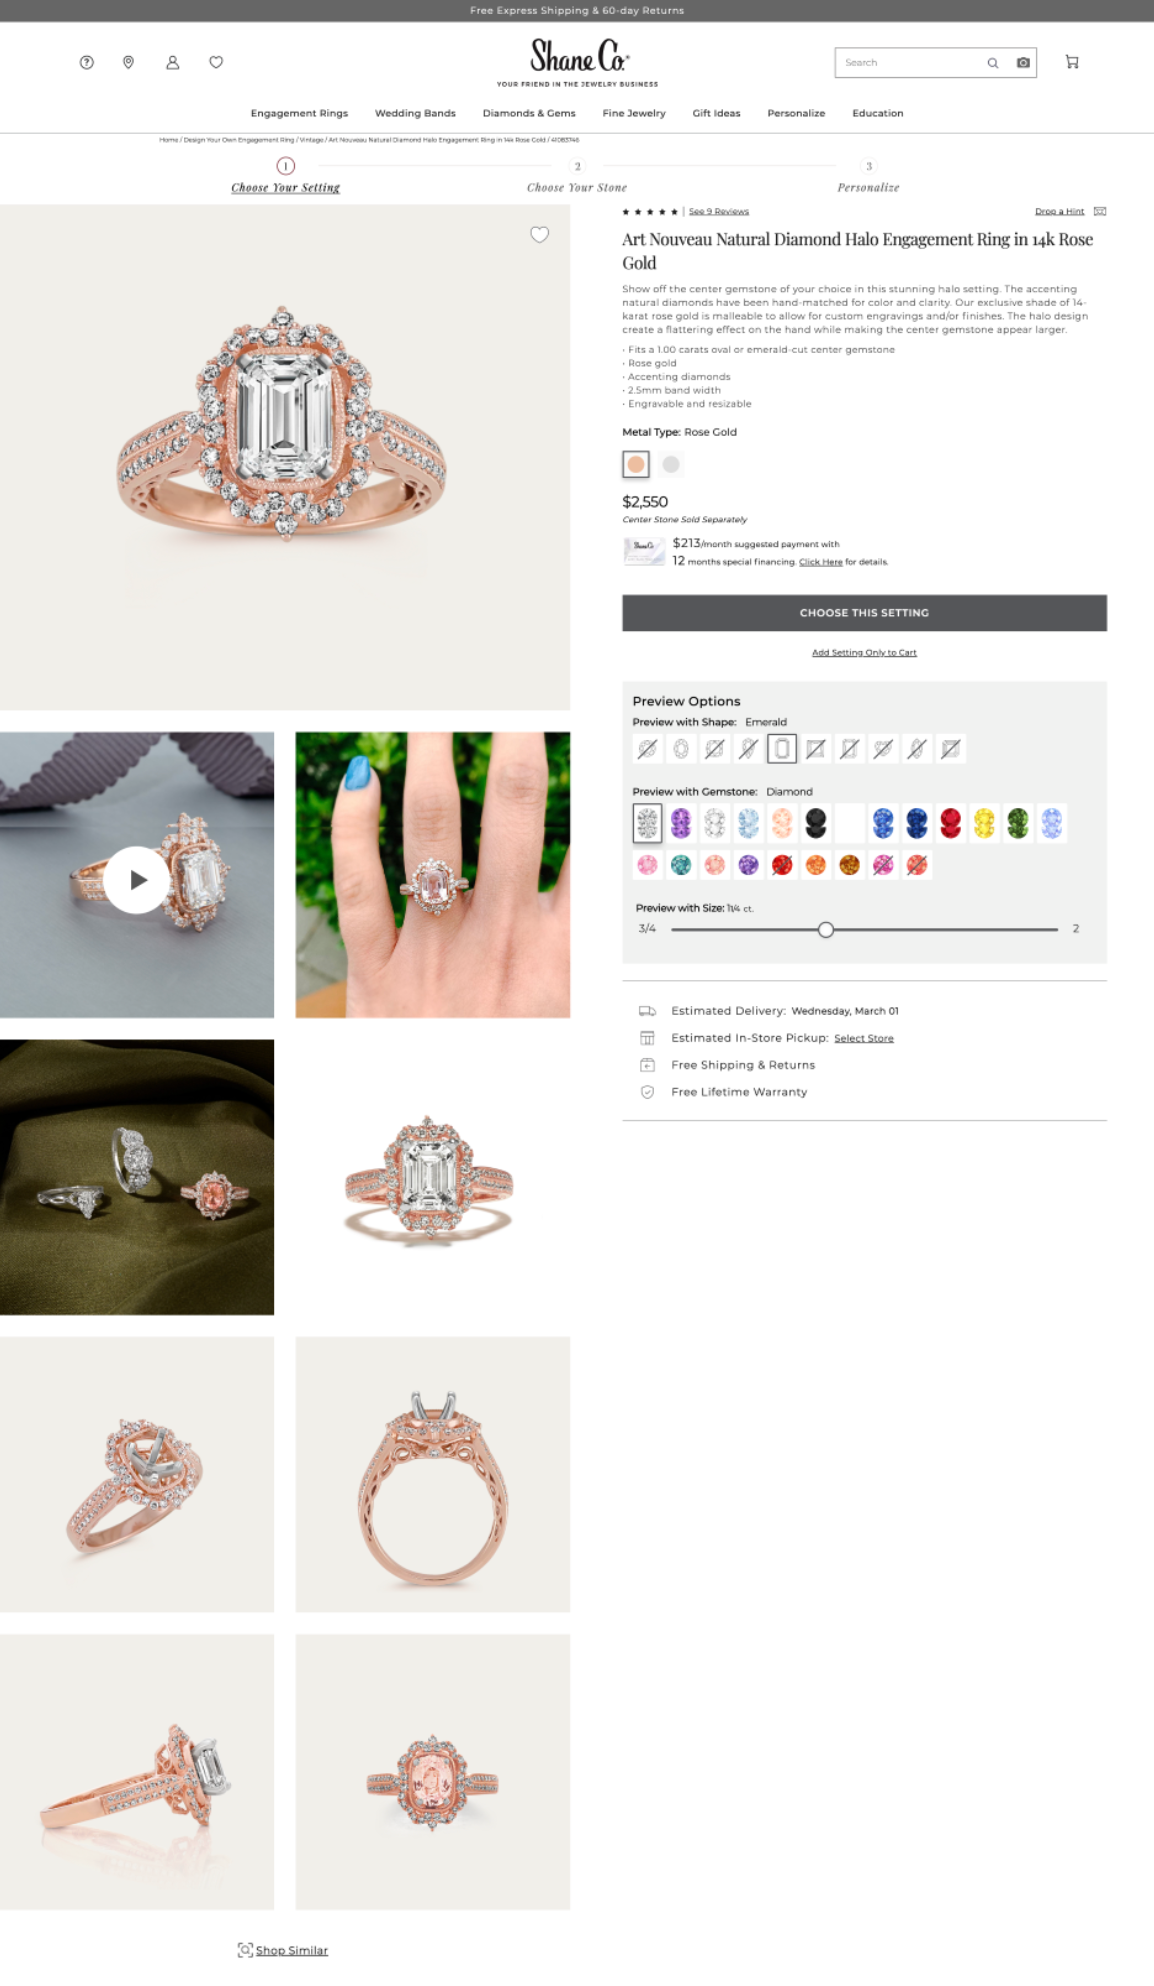 Free Express Shipping & 60-day Returns
Shane Co.
YOUR FRIEND IN THE JEWELRY BUSINESS
Search
Engagement Rings
Wedding Bands
Diamonds & Gems
Fine Jewelry
Gift Ideas
Personalize
Education
Home / Design Your Own Engagement Ring / Vintage / Art Nouveau Natural Diamond Halo Engagement Ring in 14k Rose Gold / 41083746
1
2
3
Choose Your Setting
Choose Your Stone
Personalize
See 9 Reviews
Drop a Hint
Art Nouveau Natural Diamond Halo Engagement Ring in 14k Rose
Gold
Show off the center gemstone of your choice in this stunning halo setting. The accenting
natural diamonds have been hand-matched for color and clarity. Our exclusive shade of 14-
karat rose gold is malleable to allow for custom engravings and/or finishes. The halo design
create a flattering effect on the hand while making the center gemstone appear larger.
• Fits a 1.00 carats oval or emerald-cut center gemstone
• Rose gold
• Accenting diamonds
• 2.5mm band width
• Engravable and resizable
Metal Type: Rose Gold
$2,550
Center Stone Sold Separately
Shane Co.
$213/month suggested payment with
12 months special financing. Click Here for details.
CHOOSE THIS SETTING
Add Setting Only to Cart
Preview Options
Preview with Shape: Emerald
Preview with Gemstone: Diamond
Preview with Size: 1 1/4 ct.
3/4
2
Estimated Delivery: Wednesday, March 01
Estimated In-Store Pickup: Select Store
Free Shipping & Returns
Free Lifetime Warranty
Shop Similar